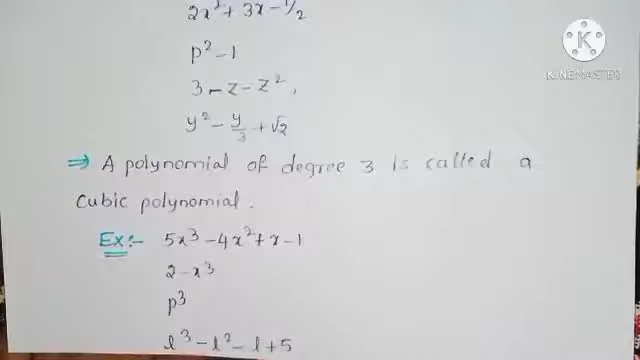 2x² + 3x - 1/2
p² - 1
3 - z - z²,
y² - y/3 + √2
⇒ A polynomial of degree 3 is called a
cubic polynomial.
Ex:- 5x³ - 4x² + x - 1
2 - x³
p³
l³ - l² - l + 5
KINEMASTER